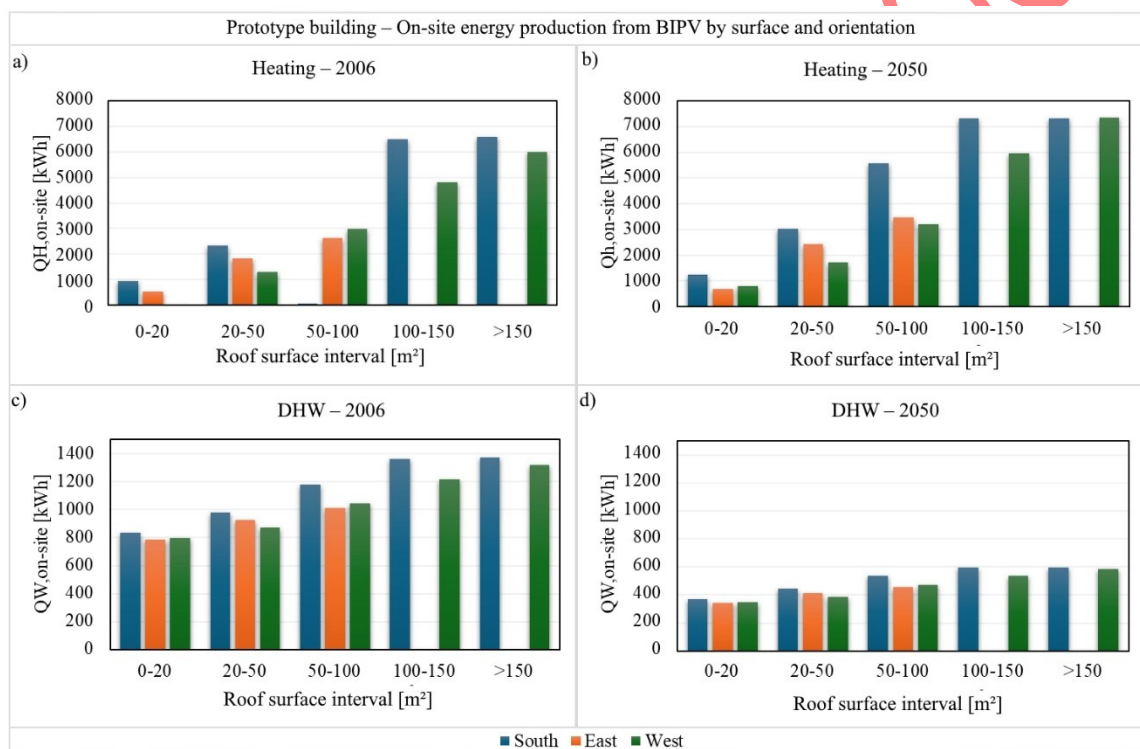 Prototype building – On-site energy production from BIPV by surface and orientation
a)
Heating – 2006
QH,on-site [kWh]
8000
7000
6000
5000
4000
3000
2000
1000
0
0-20 20-50 50-100 100-150 >150
Roof surface interval [m²]
b)
Heating – 2050
Qh,on-site [kWh]
8000
7000
6000
5000
4000
3000
2000
1000
0
0-20 20-50 50-100 100-150 >150
Roof surface interval [m²]
c)
DHW – 2006
QW,on-site [kWh]
1400
1200
1000
800
600
400
200
0
0-20 20-50 50-100 100-150 >150
Roof surface interval [m²]
d)
DHW – 2050
QW,on-site [kWh]
1400
1200
1000
800
600
400
200
0
0-20 20-50 50-100 100-150 >150
Roof surface interval [m²]
South East West